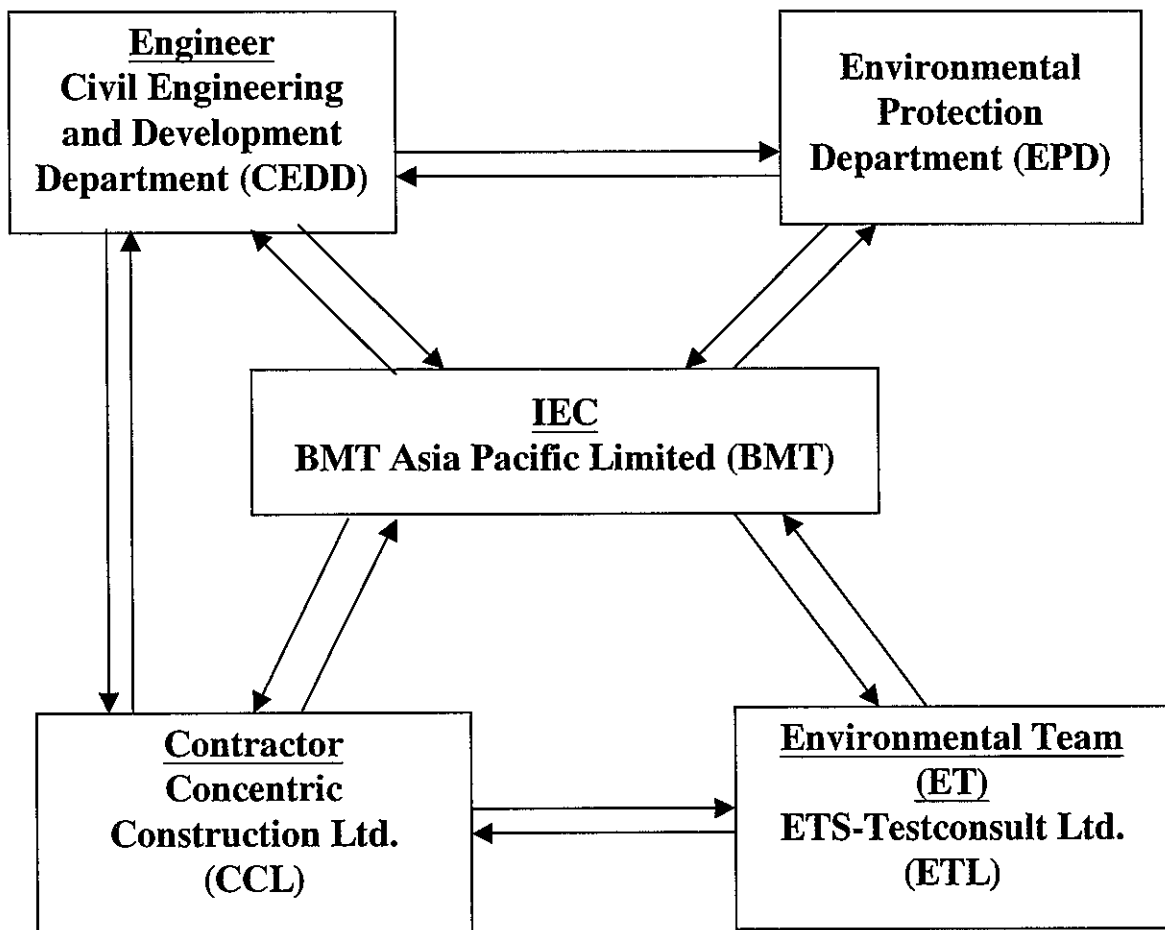 Engineer
Civil Engineering
and Development
Department (CEDD)
Environmental
Protection
Department (EPD)
IEC
BMT Asia Pacific Limited (BMT)
Contractor
Concentric
Construction Ltd.
(CCL)
Environmental Team
(ET)
ETS-Testconsult Ltd.
(ETL)